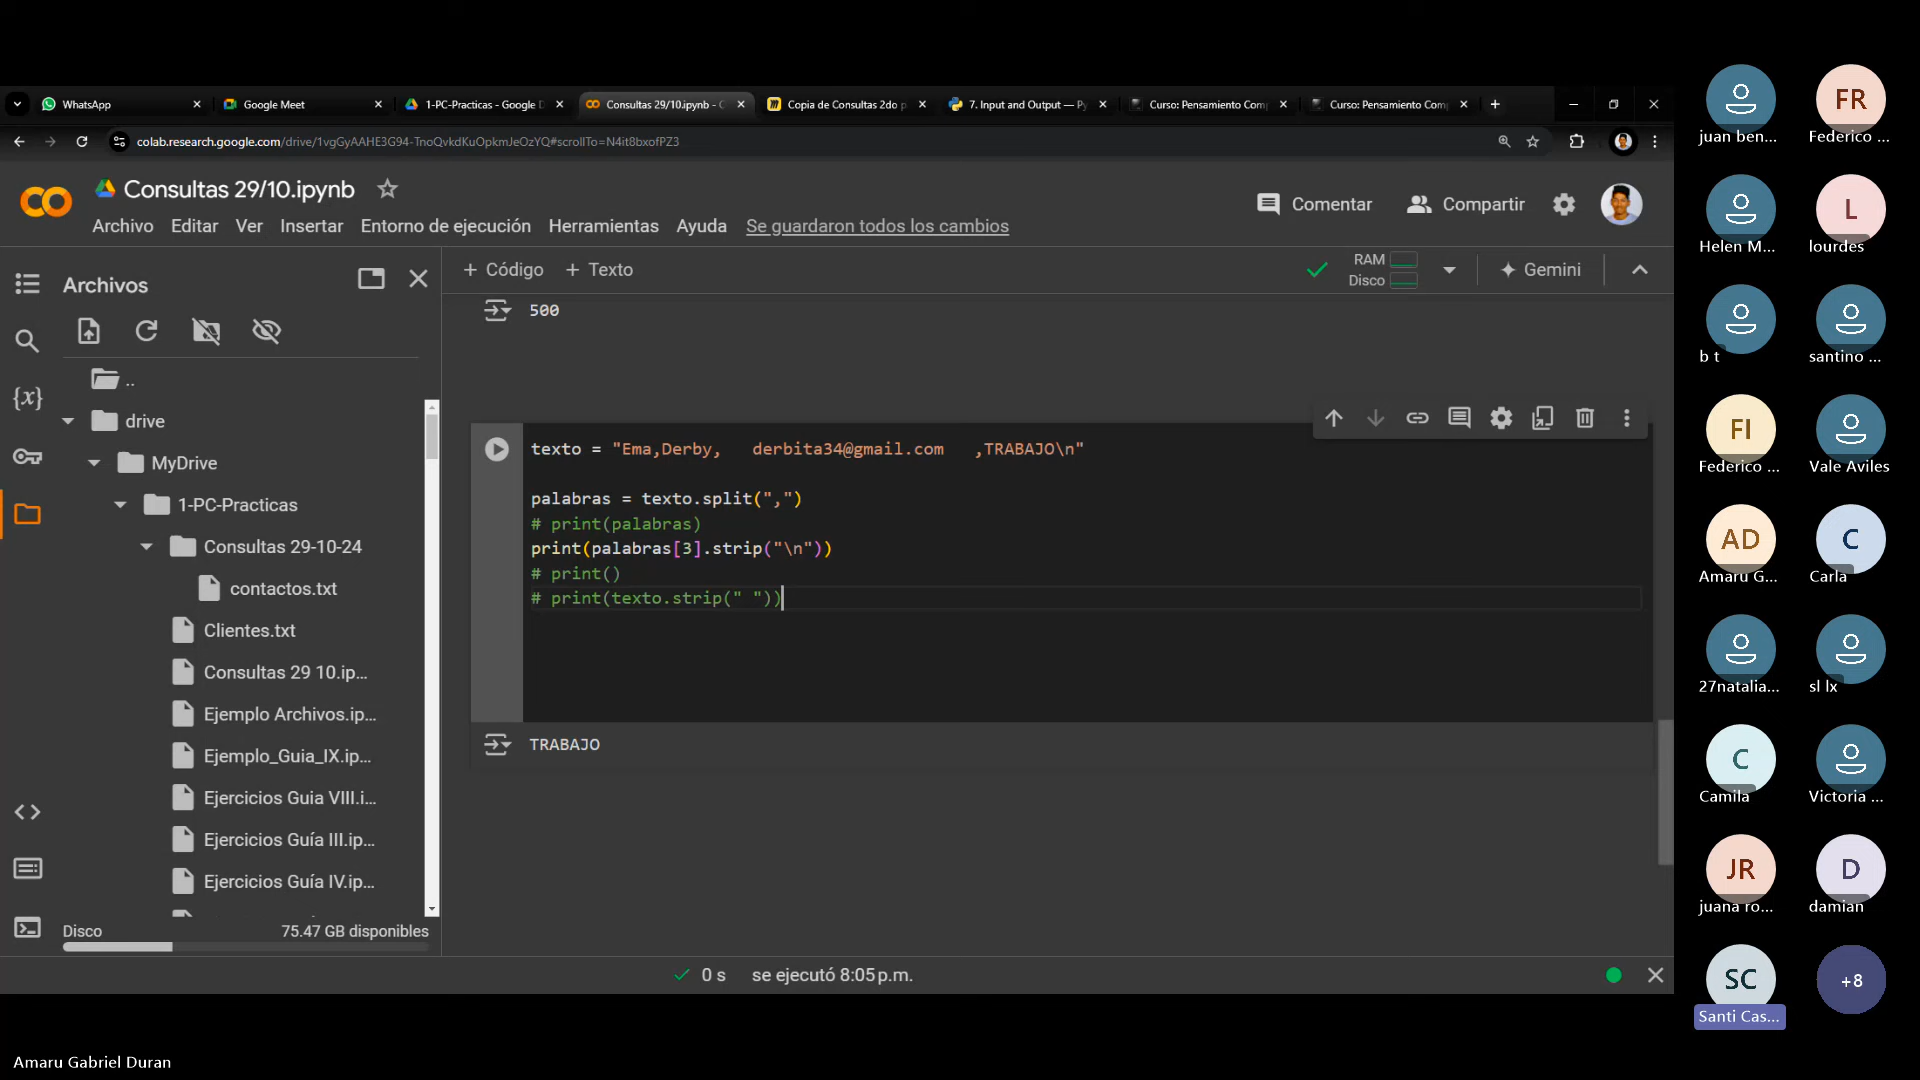 WhatsApp
Google Meet
1-PC-Practicas - Google D
Consultas 29/10.ipynb - C
Copia de Consultas 2do p
7. Input and Output — Py
Curso: Pensamiento Comp
Curso: Pensamiento Comp
colab.research.google.com/drive/1vgGyAAHE3G94-TnoQvkdKuOpkmJeOzYQ#scrollTo=N4it8bxofPZ3
Consultas 29/10.ipynb
Comentar
Compartir
Archivo Editar Ver Insertar Entorno de ejecución Herramientas Ayuda Se guardaron todos los cambios
Archivos
+ Código + Texto
RAM
Disco
Gemini
..
drive
MyDrive
1-PC-Practicas
Consultas 29-10-24
contactos.txt
Clientes.txt
Consultas 29 10.ip...
Ejemplo Archivos.ip...
Ejemplo_Guia_IX.ip...
Ejercicios Guia VIII.i...
Ejercicios Guía III.ip...
Ejercicios Guía IV.ip...
Disco 75.47 GB disponibles
500
texto = "Ema,Derby,   derbita34@gmail.com   ,TRABAJO\n"
palabras = texto.split(",")
# print(palabras)
print(palabras[3].strip("\n"))
# print()
# print(texto.strip(" "))
TRABAJO
0 s se ejecutó 8:05 p.m.
juan ben...
FR
Federico ...
Helen M...
L
lourdes
b t
santino ...
FI
Federico ...
Vale Aviles
AD
Amaru G...
C
Carla
27natalia...
sl lx
C
Camila
Victoria ...
JR
juana ro...
D
damian
SC
Santi Cas...
+8
Amaru Gabriel Duran